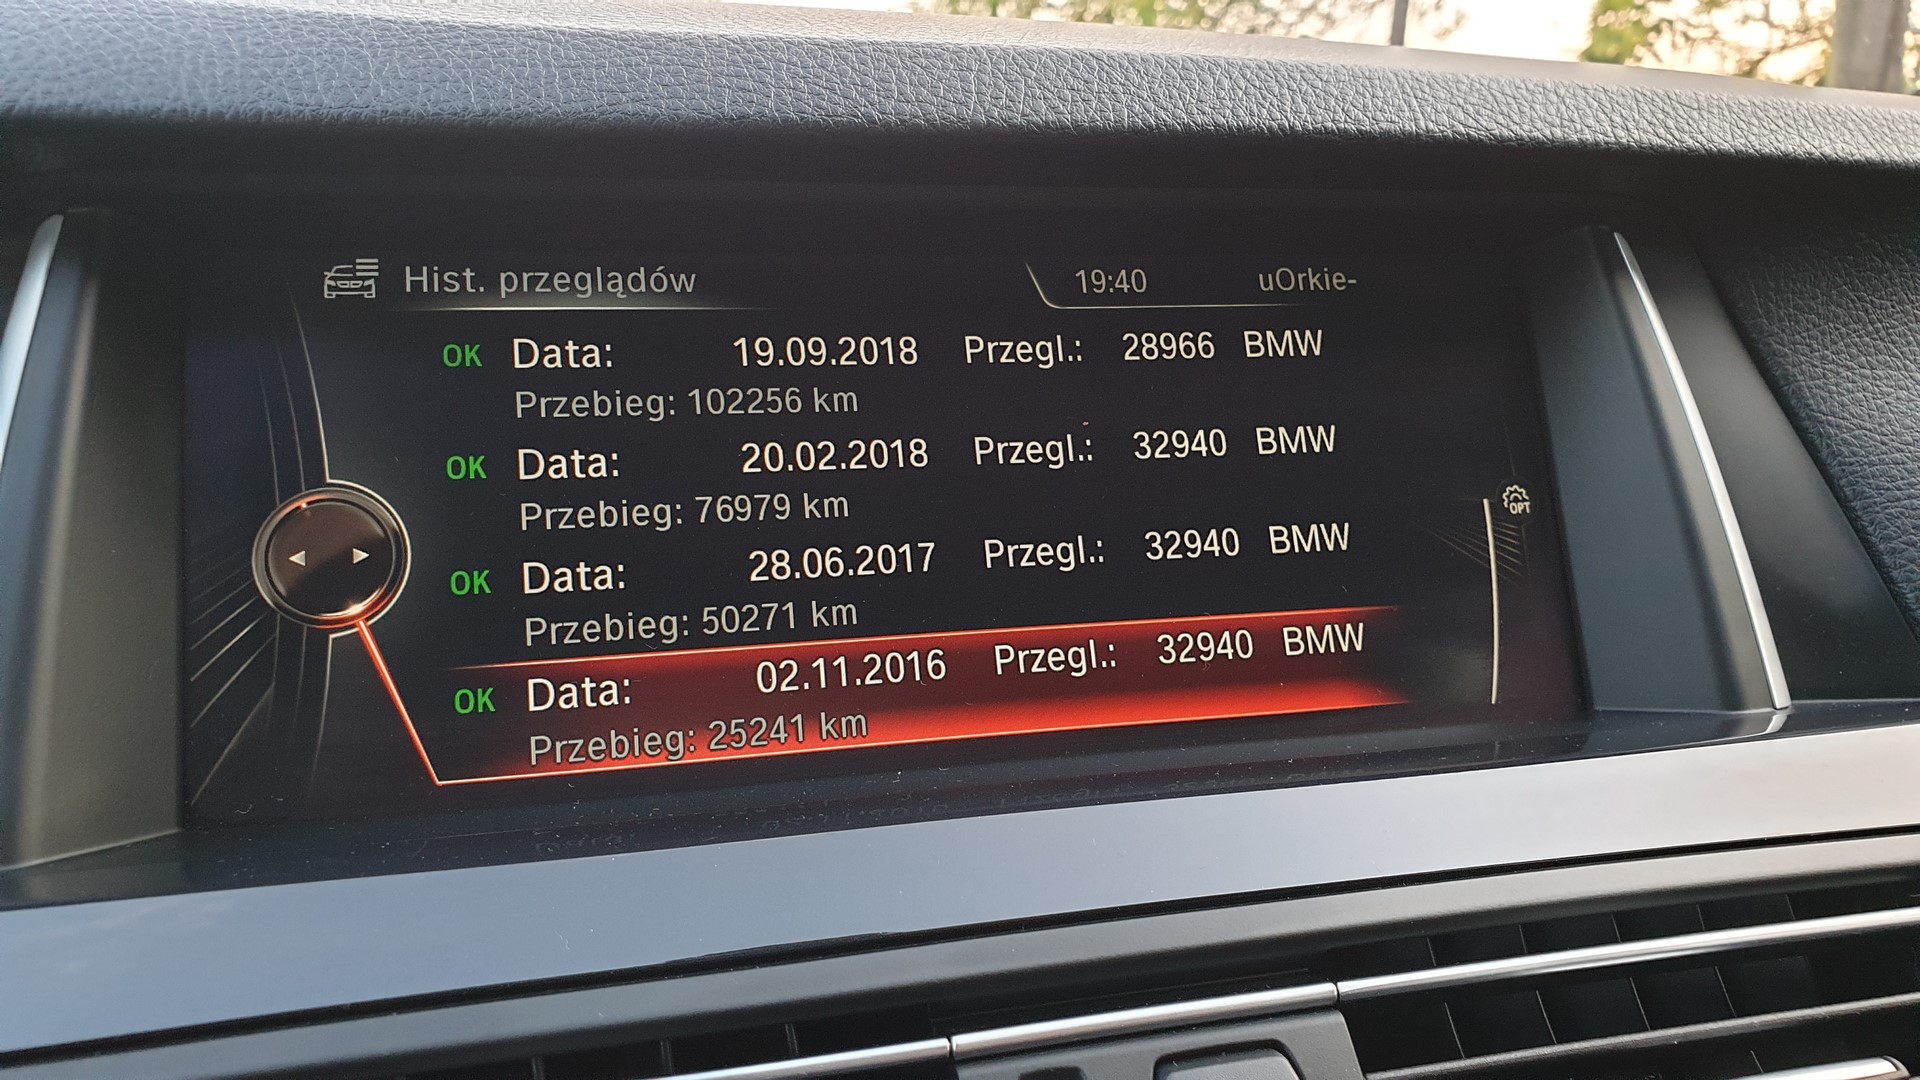 Hist. przeglądów 19:40 uOrkie-
OK Data: 19.09.2018 Przegl.: 28966 BMW
Przebieg: 102256 km
OK Data: 20.02.2018 Przegl.: 32940 BMW
Przebieg: 76979 km
OK Data: 28.06.2017 Przegl.: 32940 BMW
Przebieg: 50271 km
OK Data: 02.11.2016 Przegl.: 32940 BMW
Przebieg: 25241 km
OPT